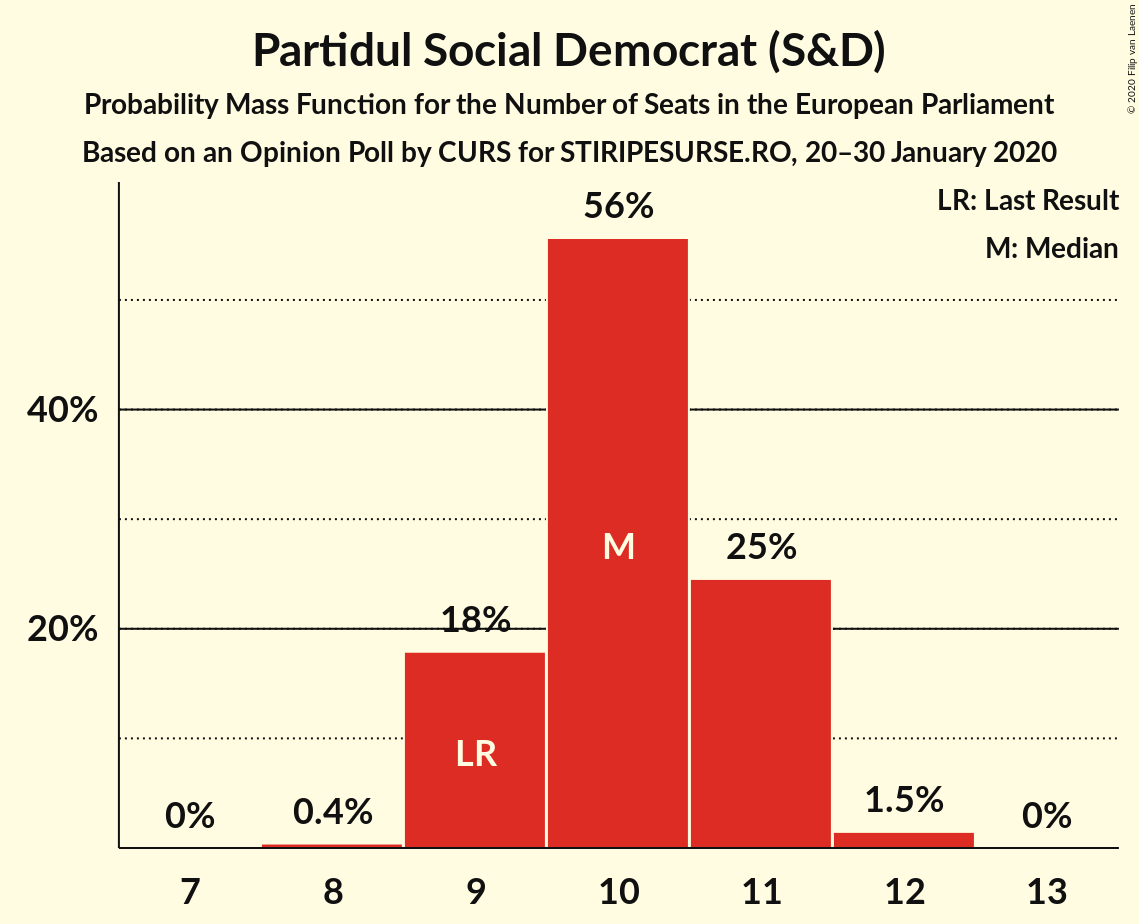 Partidul Social Democrat (S&D)
Probability Mass Function for the Number of Seats in the European Parliament
Based on an Opinion Poll by CURS for STIRIPESURSE.RO, 20–30 January 2020
© 2020 Filip van Laenen
LR: Last Result
M: Median
56%
40%
M
25%
18%
20%
LR
0%
0.4%
1.5%
0%
7 8 9 10 11 12 13